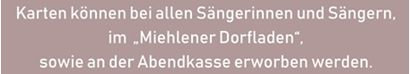 Karten können bei allen Sängerinnen und Sängern,
im „Miehlener Dorfladen“,
sowie an der Abendkasse erworben werden.